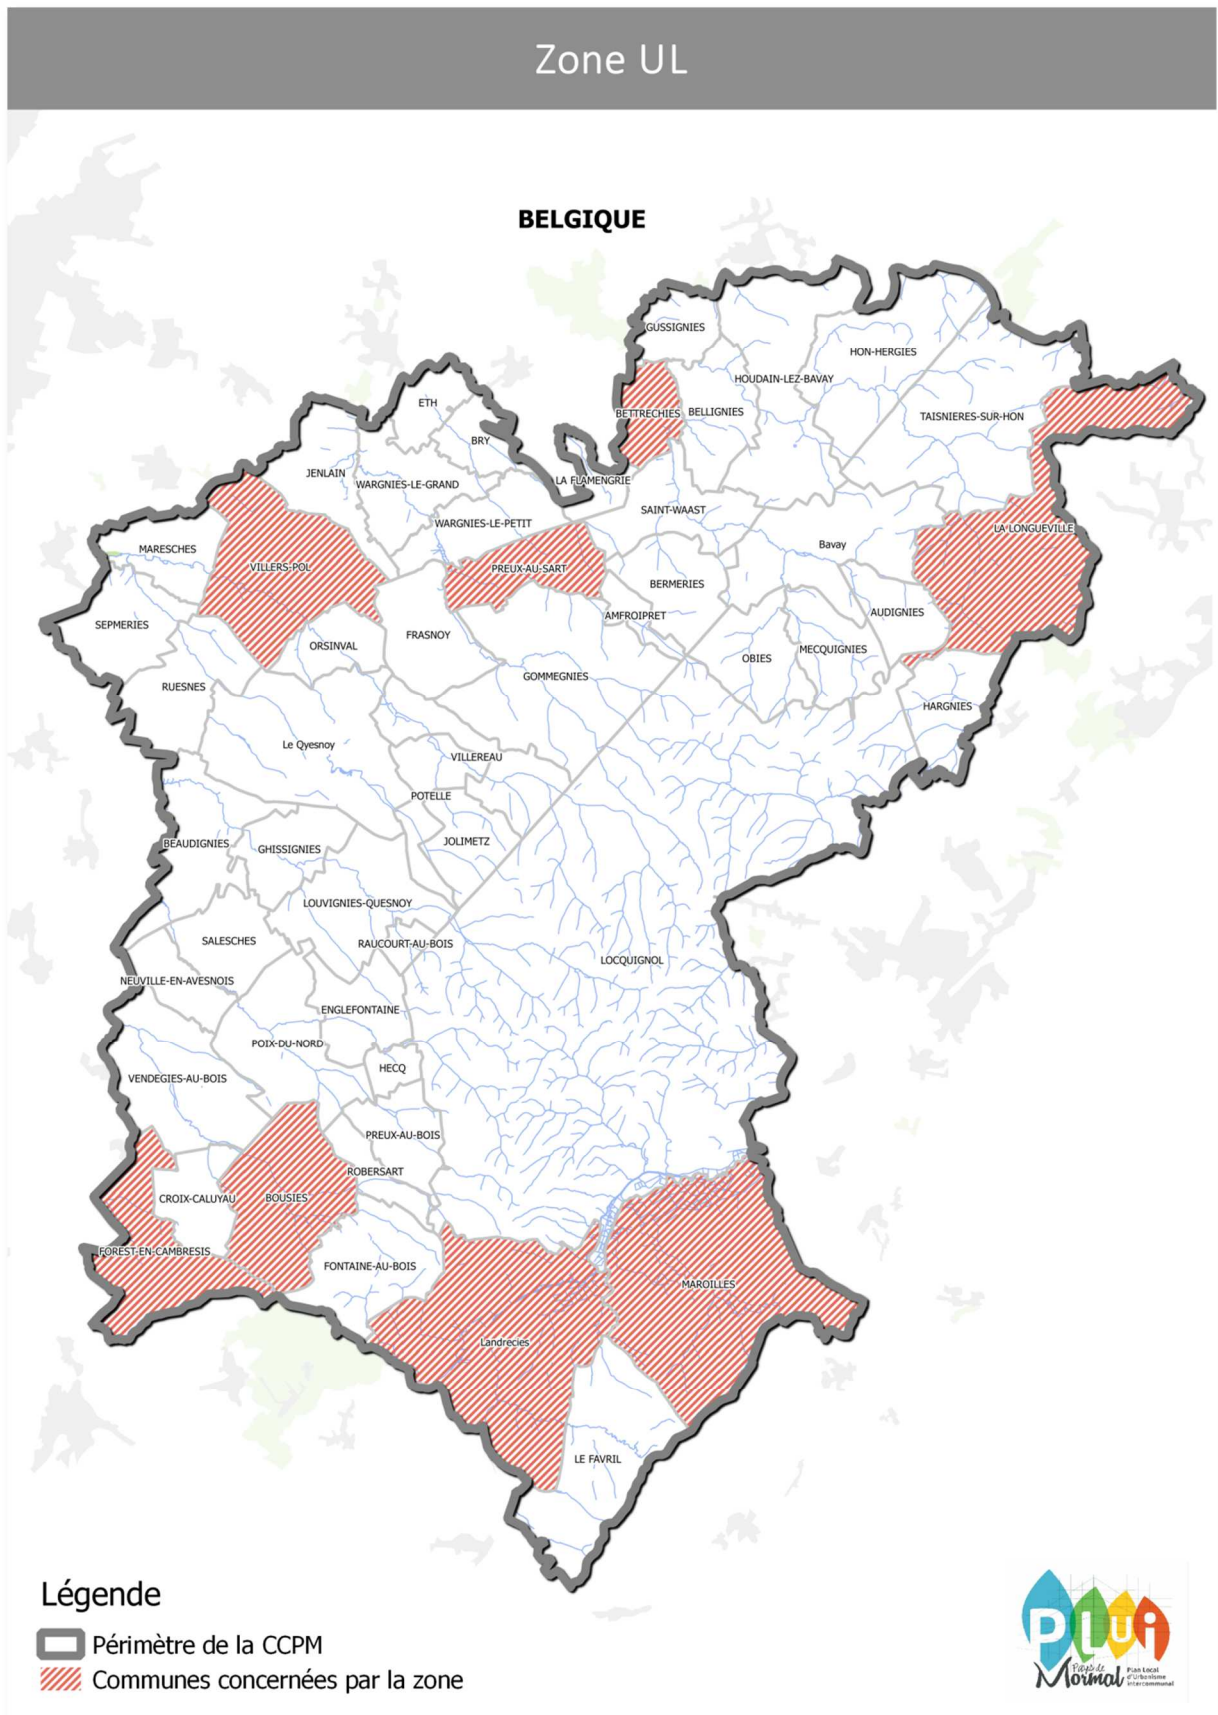 Zone UL
BELGIQUE
GUSSIGNIES
HON-HERGIES
HOUDAIN-LEZ-BAVAY
ETH
BETTRECHIES
BELLIGNIES
TAISNIERES-SUR-HON
BRY
JENLAIN
WARGNIES-LE-GRAND
LA FLAMENGRIE
SAINT-WAAST
WARGNIES-LE-PETIT
LA LONGUEVILLE
MARESCHES
Bavay
VILLERS-POL
PREUX-AU-SART
BERMERIES
AMFROIPRET
AUDIGNIES
SEPMERIES
FRASNOY
ORSINVAL
MECQUIGNIES
OBIES
GOMMEGNIES
RUESNES
HARGNIES
Le Qyesnoy
VILLEREAU
POTELLE
JOLIMETZ
BEAUDIGNIES
GHISSIGNIES
LOUVIGNIES-QUESNOY
SALESCHES
RAUCOURT-AU-BOIS
LOCQUIGNOL
NEUVILLE-EN-AVESNOIS
ENGLEFONTAINE
POIX-DU-NORD
HECQ
VENDEGIES-AU-BOIS
PREUX-AU-BOIS
ROBERSART
CROIX-CALUYAU
BOUSIES
FOREST-EN-CAMBRESIS
FONTAINE-AU-BOIS
MAROILLES
Landrecies
LE FAVRIL
Légende
Périmètre de la CCPM
Communes concernées par la zone
PLUi
Pays de
Mormal
Plan Local
d'Urbanisme
intercommunal